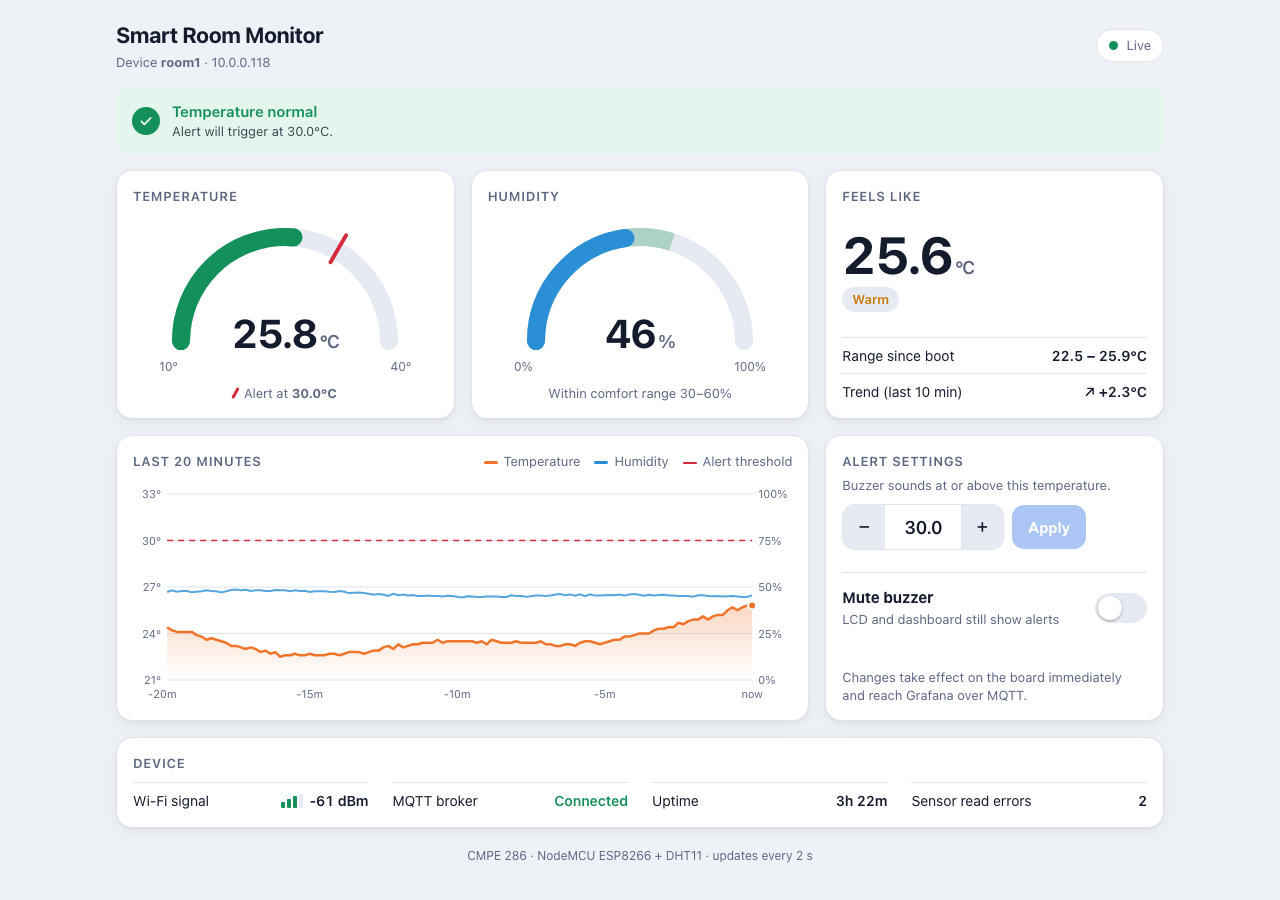 Smart Room Monitor
Device room1 · 10.0.0.118
Live
Temperature normal
Alert will trigger at 30.0°C.
TEMPERATURE
25.8 °C
10° 40°
Alert at 30.0°C
HUMIDITY
46 %
0% 100%
Within comfort range 30–60%
FEELS LIKE
25.6 °C
Warm
Range since boot 22.5 – 25.9°C
Trend (last 10 min) ↗ +2.3°C
LAST 20 MINUTES Temperature Humidity Alert threshold
33° 100%
30° 75%
27° 50%
24° 25%
21° 0%
-20m -15m -10m -5m now
ALERT SETTINGS
Buzzer sounds at or above this temperature.
− 30.0 + Apply
Mute buzzer
LCD and dashboard still show alerts
Changes take effect on the board immediately
and reach Grafana over MQTT.
DEVICE
Wi-Fi signal -61 dBm MQTT broker Connected Uptime 3h 22m Sensor read errors 2
CMPE 286 · NodeMCU ESP8266 + DHT11 · updates every 2 s